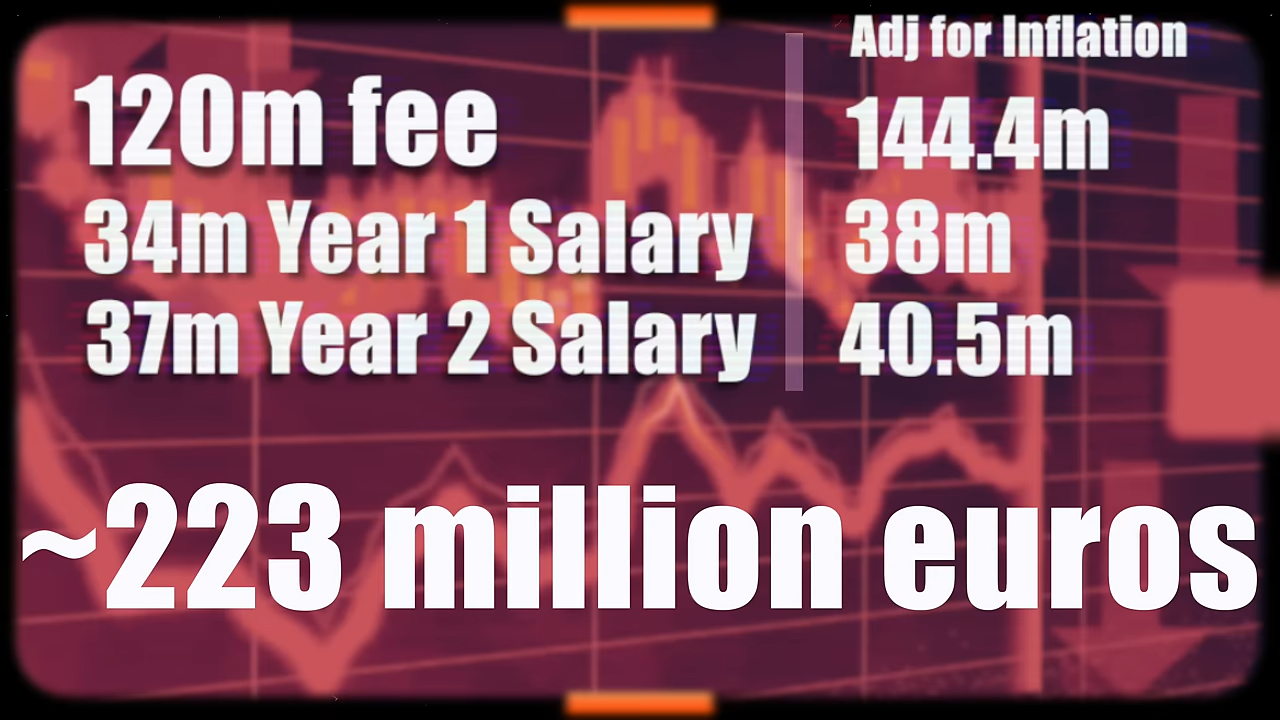 Adj for Inflation
120m fee 144.4m
34m Year 1 Salary 38m
37m Year 2 Salary 40.5m
~223 million euros